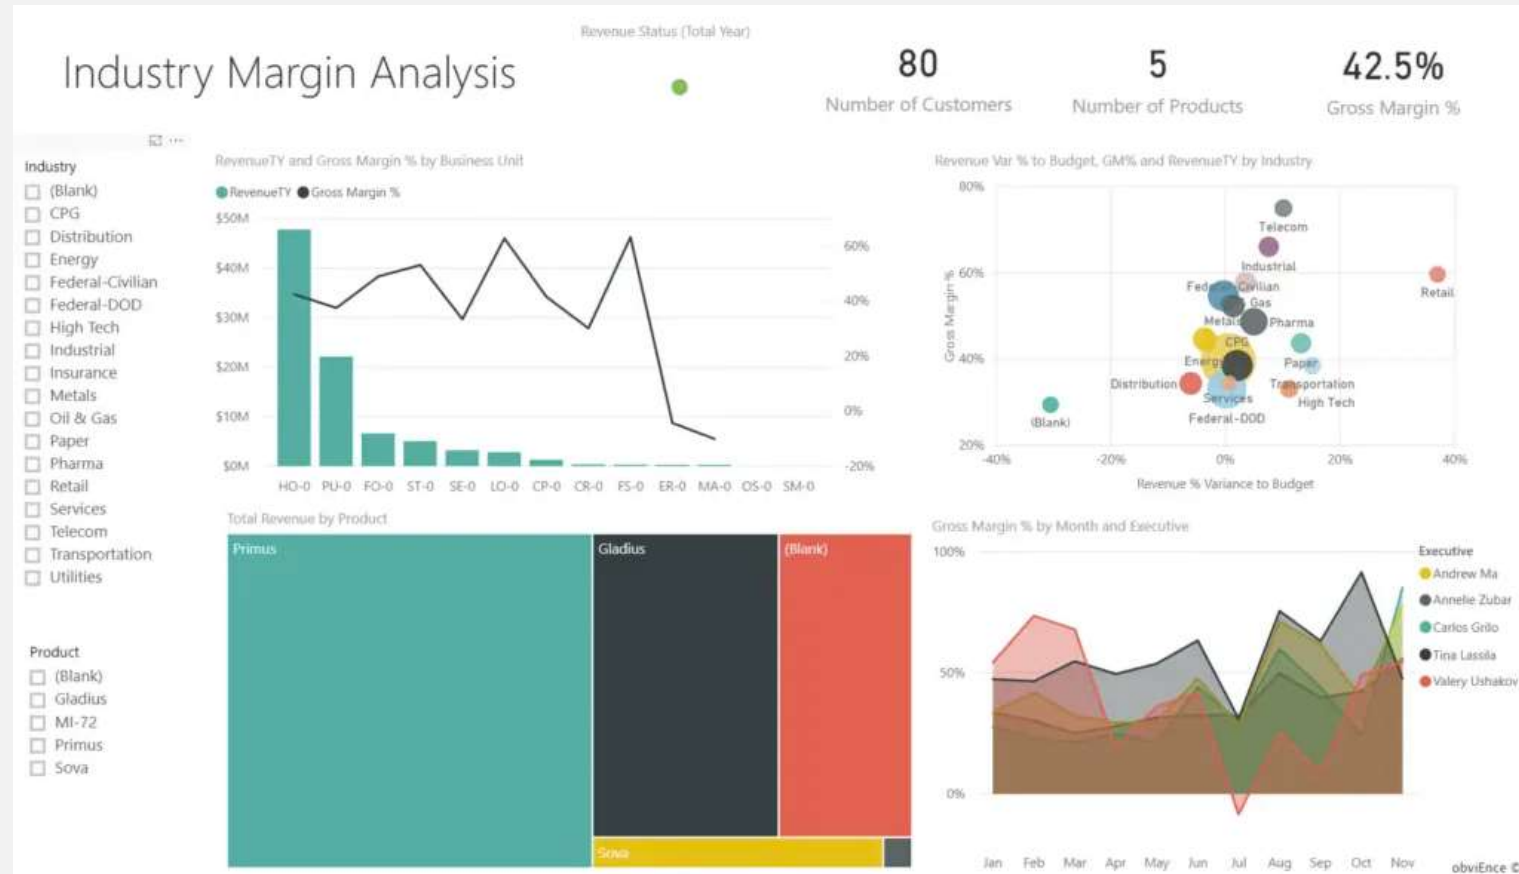 Industry Margin Analysis
Revenue Status (Total Year)
80
Number of Customers
5
Number of Products
42.5%
Gross Margin %
Industry
(Blank)
CPG
Distribution
Energy
Federal-Civilian
Federal-DOD
High Tech
Industrial
Insurance
Metals
Oil & Gas
Paper
Pharma
Retail
Services
Telecom
Transportation
Utilities
Product
(Blank)
Gladius
MI-72
Primus
Sova
RevenueTY and Gross Margin % by Business Unit
RevenueTY Gross Margin %
$50M
$40M
$30M
$20M
$10M
$0M
60%
40%
20%
0%
-20%
HO-0 PU-0 FO-0 ST-0 SE-0 LO-0 CP-0 CR-0 FS-0 ER-0 MA-0 OS-0 SM-0
Revenue Var % to Budget, GM% and RevenueTY by Industry
80%
60%
40%
20%
Gross Margin %
Telecom
Industrial
Retail
Civilian
Gas
Metals
Pharma
CPG
Energy
Paper
Distribution
Transportation
Services
High Tech
Federal-DOD
(Blank)
-40% -20% 0% 20% 40%
Revenue % Variance to Budget
Total Revenue by Product
Primus
Gladius
(Blank)
Sova
Gross Margin % by Month and Executive
100%
50%
0%
Executive
Andrew Ma
Annelie Zubar
Carlos Grilo
Tina Lassila
Valery Ushakov
Jan Feb Mar Apr May Jun Jul Aug Sep Oct Nov
obviEnce ©